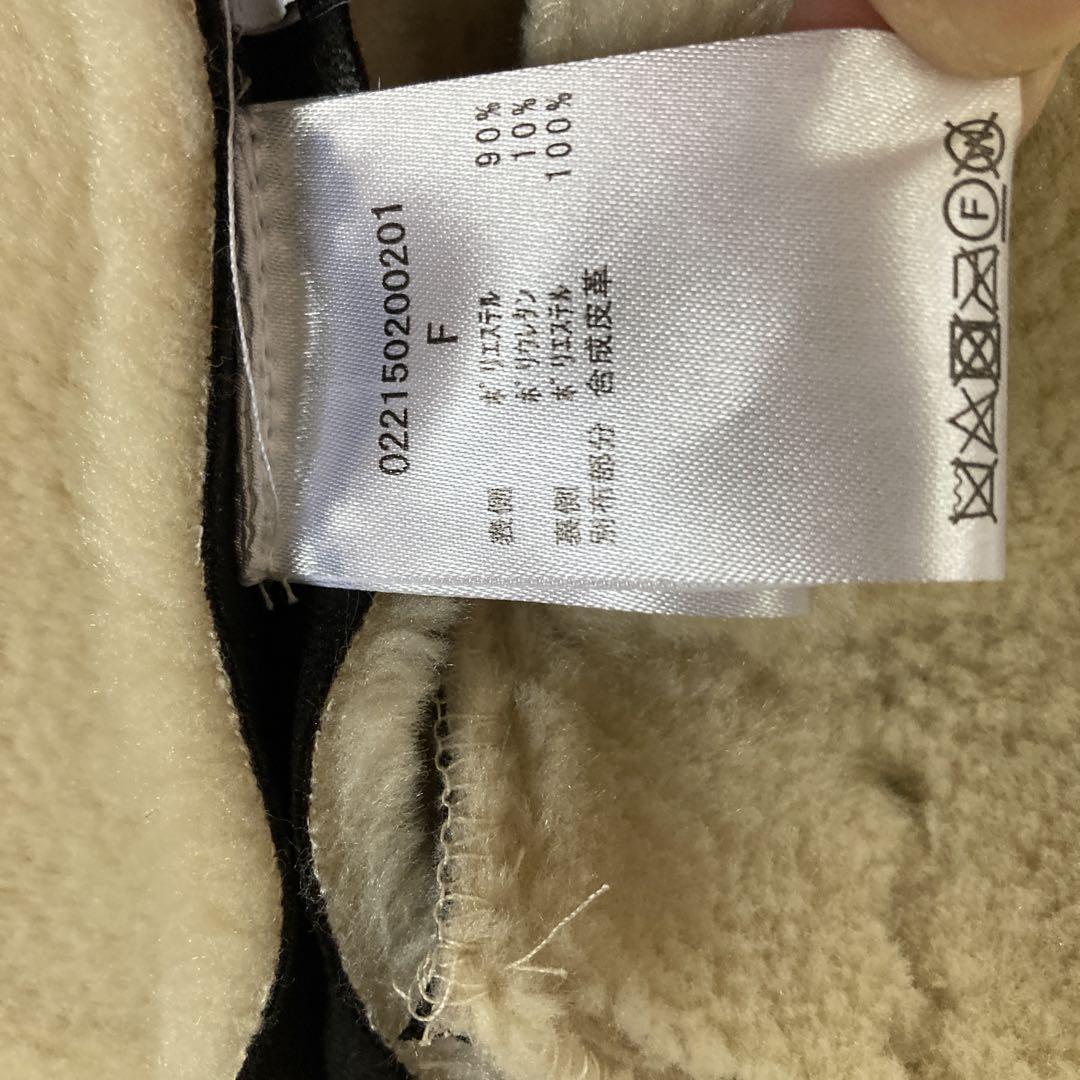 022150200201
F
表側 ﾎﾟﾘｴｽﾃﾙ 90%
ﾎﾟﾘｳﾚﾀﾝ 10%
裏側 ﾎﾟﾘｴｽﾃﾙ 100%
別布部分 合成皮革
F W